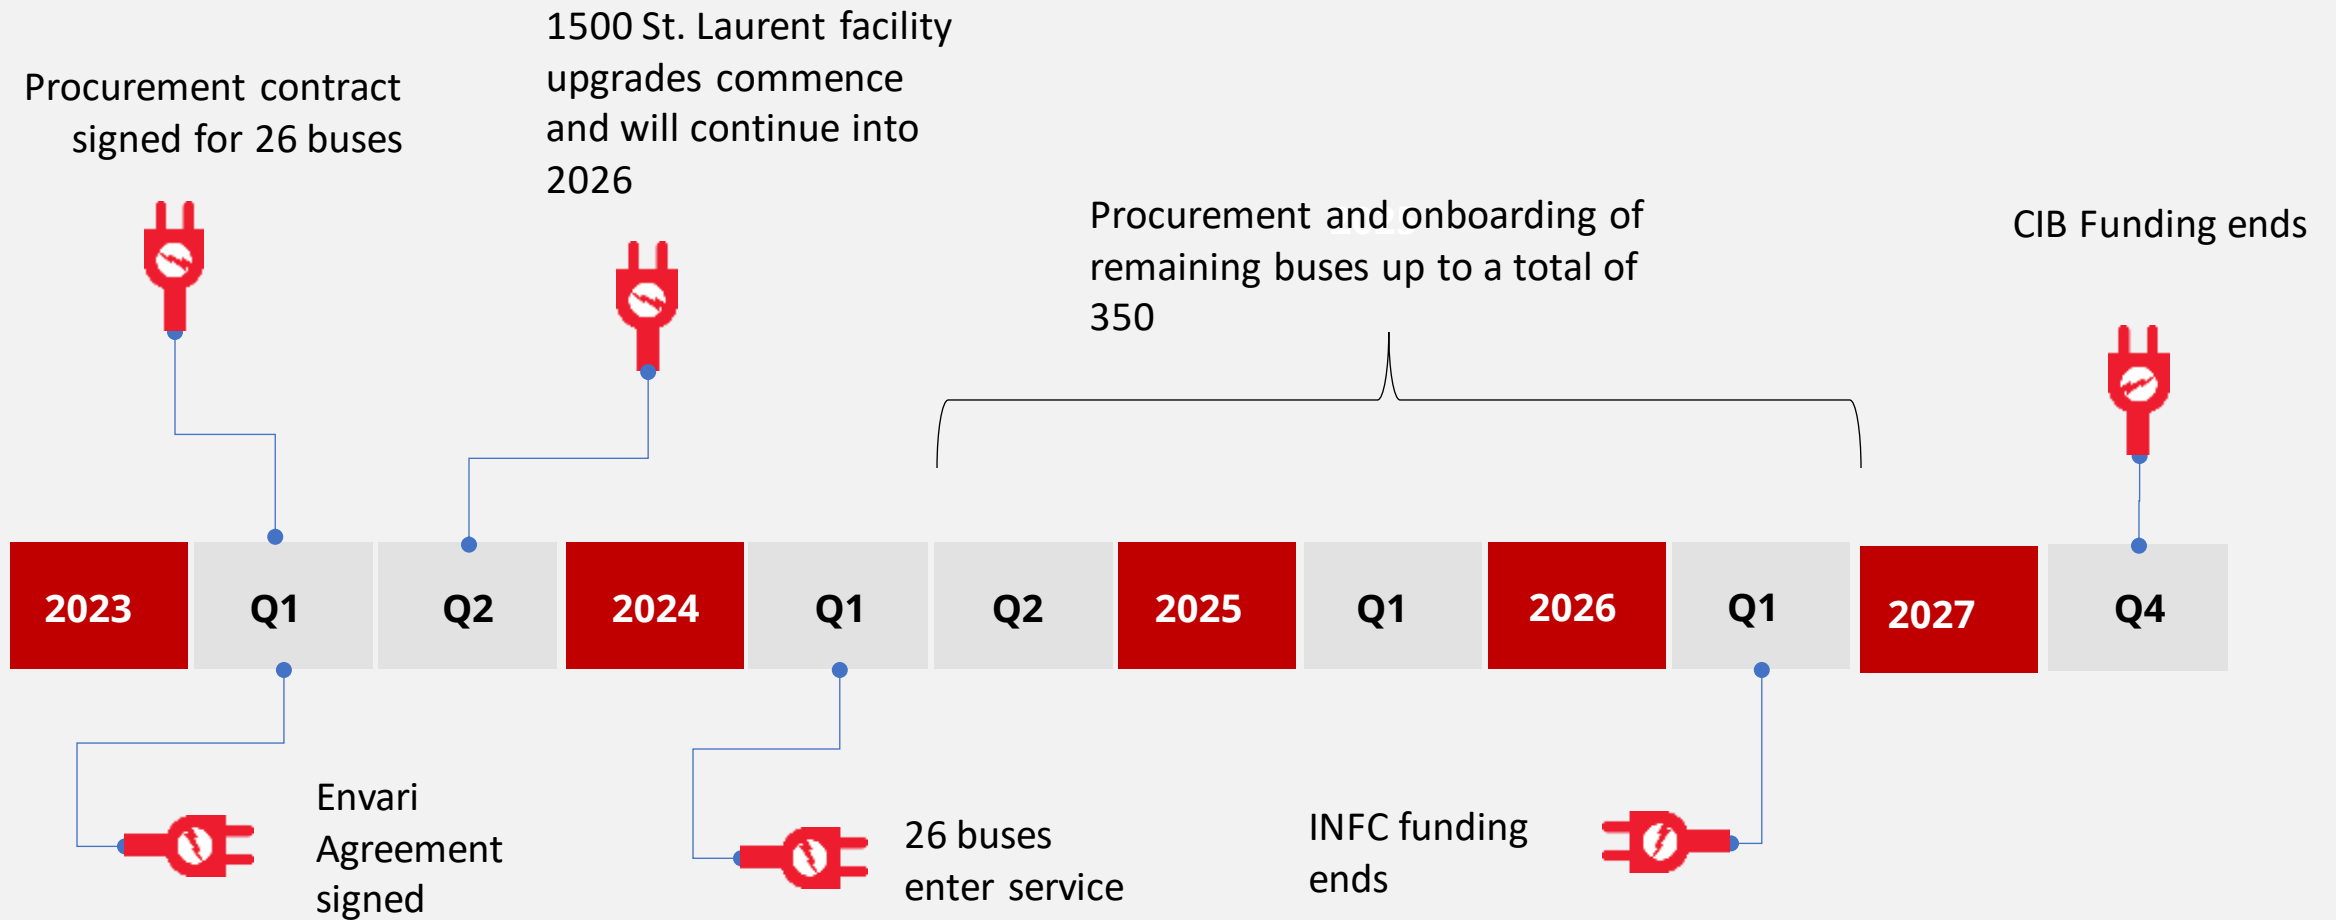 Procurement contract
signed for 26 buses
1500 St. Laurent facility
upgrades commence
and will continue into
2026
Procurement and onboarding of
remaining buses up to a total of
350
CIB Funding ends
2023
Q1
Q2
2024
Q1
Q2
2025
Q1
2026
Q1
2027
Q4
Envari
Agreement
signed
26 buses
enter service
INFC funding
ends